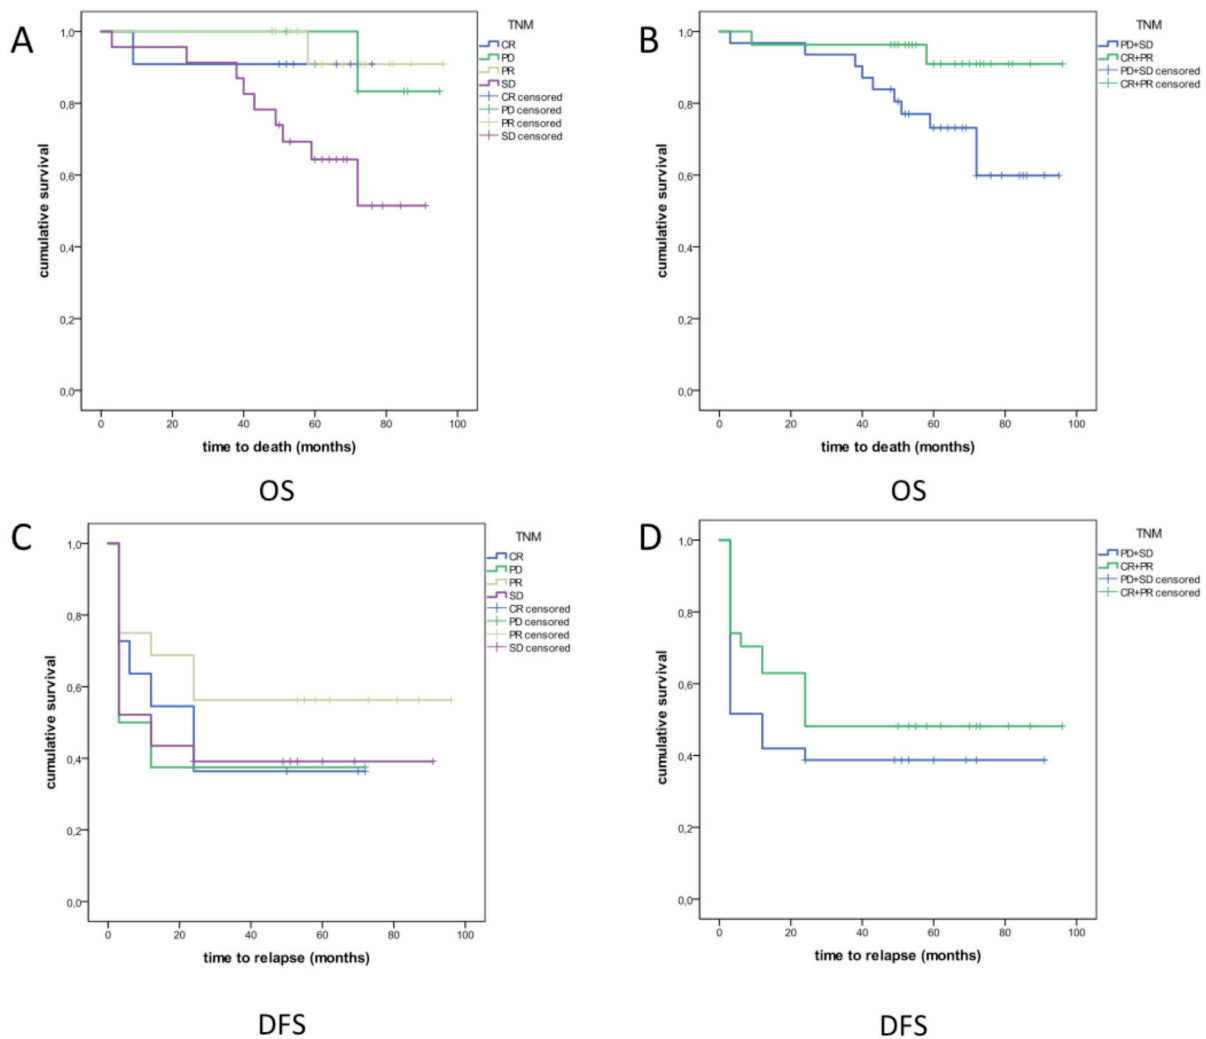 A
TNM
CR
PD
PR
SD
CR censored
PD censored
PR censored
SD censored
cumulative survival
1,0
0,8
0,6
0,4
0,2
0,0
0 20 40 60 80 100
time to death (months)
OS
B
TNM
PD+SD
CR+PR
PD+SD censored
CR+PR censored
cumulative survival
1,0
0,8
0,6
0,4
0,2
0,0
0 20 40 60 80 100
time to death (months)
OS
C
TNM
CR
PD
PR
SD
CR censored
PD censored
PR censored
SD censored
cumulative survival
1,0
0,8
0,6
0,4
0,2
0,0
0 20 40 60 80 100
time to relapse (months)
DFS
D
TNM
PD+SD
CR+PR
PD+SD censored
CR+PR censored
cumulative survival
1,0
0,8
0,6
0,4
0,2
0,0
0 20 40 60 80 100
time to relapse (months)
DFS